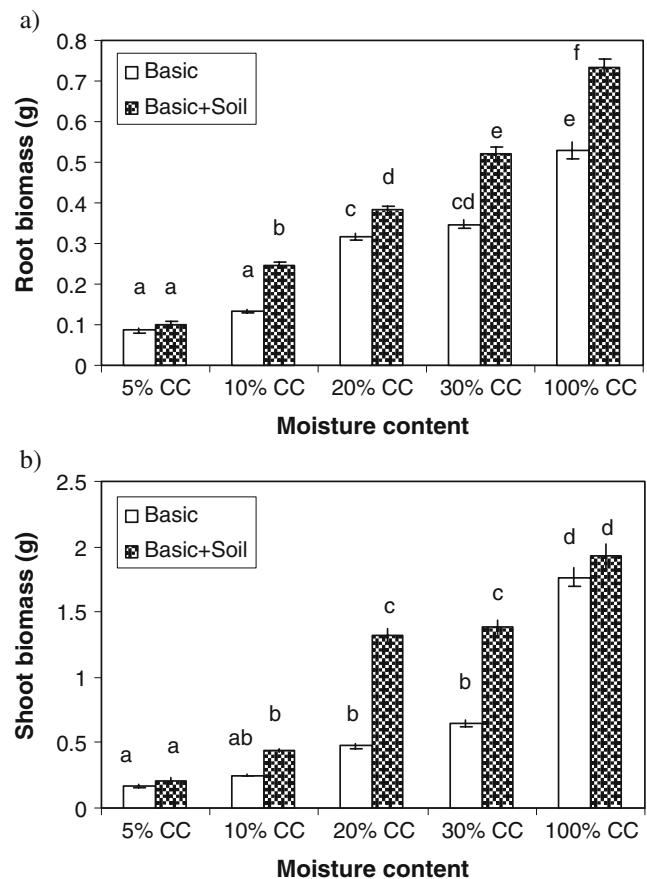 a)
0.8
0.7
0.6
0.5
0.4
0.3
0.2
0.1
0
Root biomass (g)
Basic
Basic+Soil
a a
a b
c d
cd e
e f
5% CC 10% CC 20% CC 30% CC 100% CC
Moisture content
b)
2.5
2
1.5
1
0.5
0
Shoot biomass (g)
Basic
Basic+Soil
a a
ab b
b c
b c
d d
5% CC 10% CC 20% CC 30% CC 100% CC
Moisture content